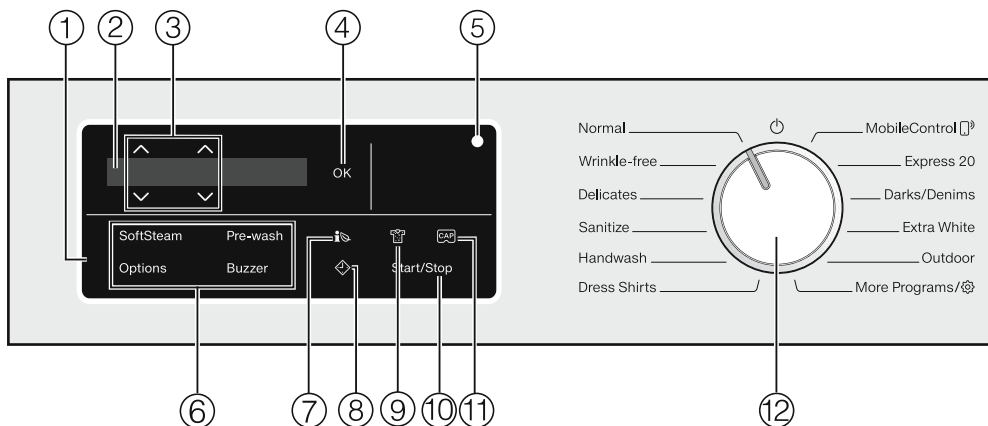 ① ② ③ ④ ⑤
OK
SoftSteam Pre-wash
Options Buzzer
CAP
Start/Stop
Normal
Wrinkle-free
Delicates
Sanitize
Handwash
Dress Shirts
MobileControl
Express 20
Darks/Denims
Extra White
Outdoor
More Programs/
⑥ ⑦ ⑧ ⑨ ⑩ ⑪ ⑫